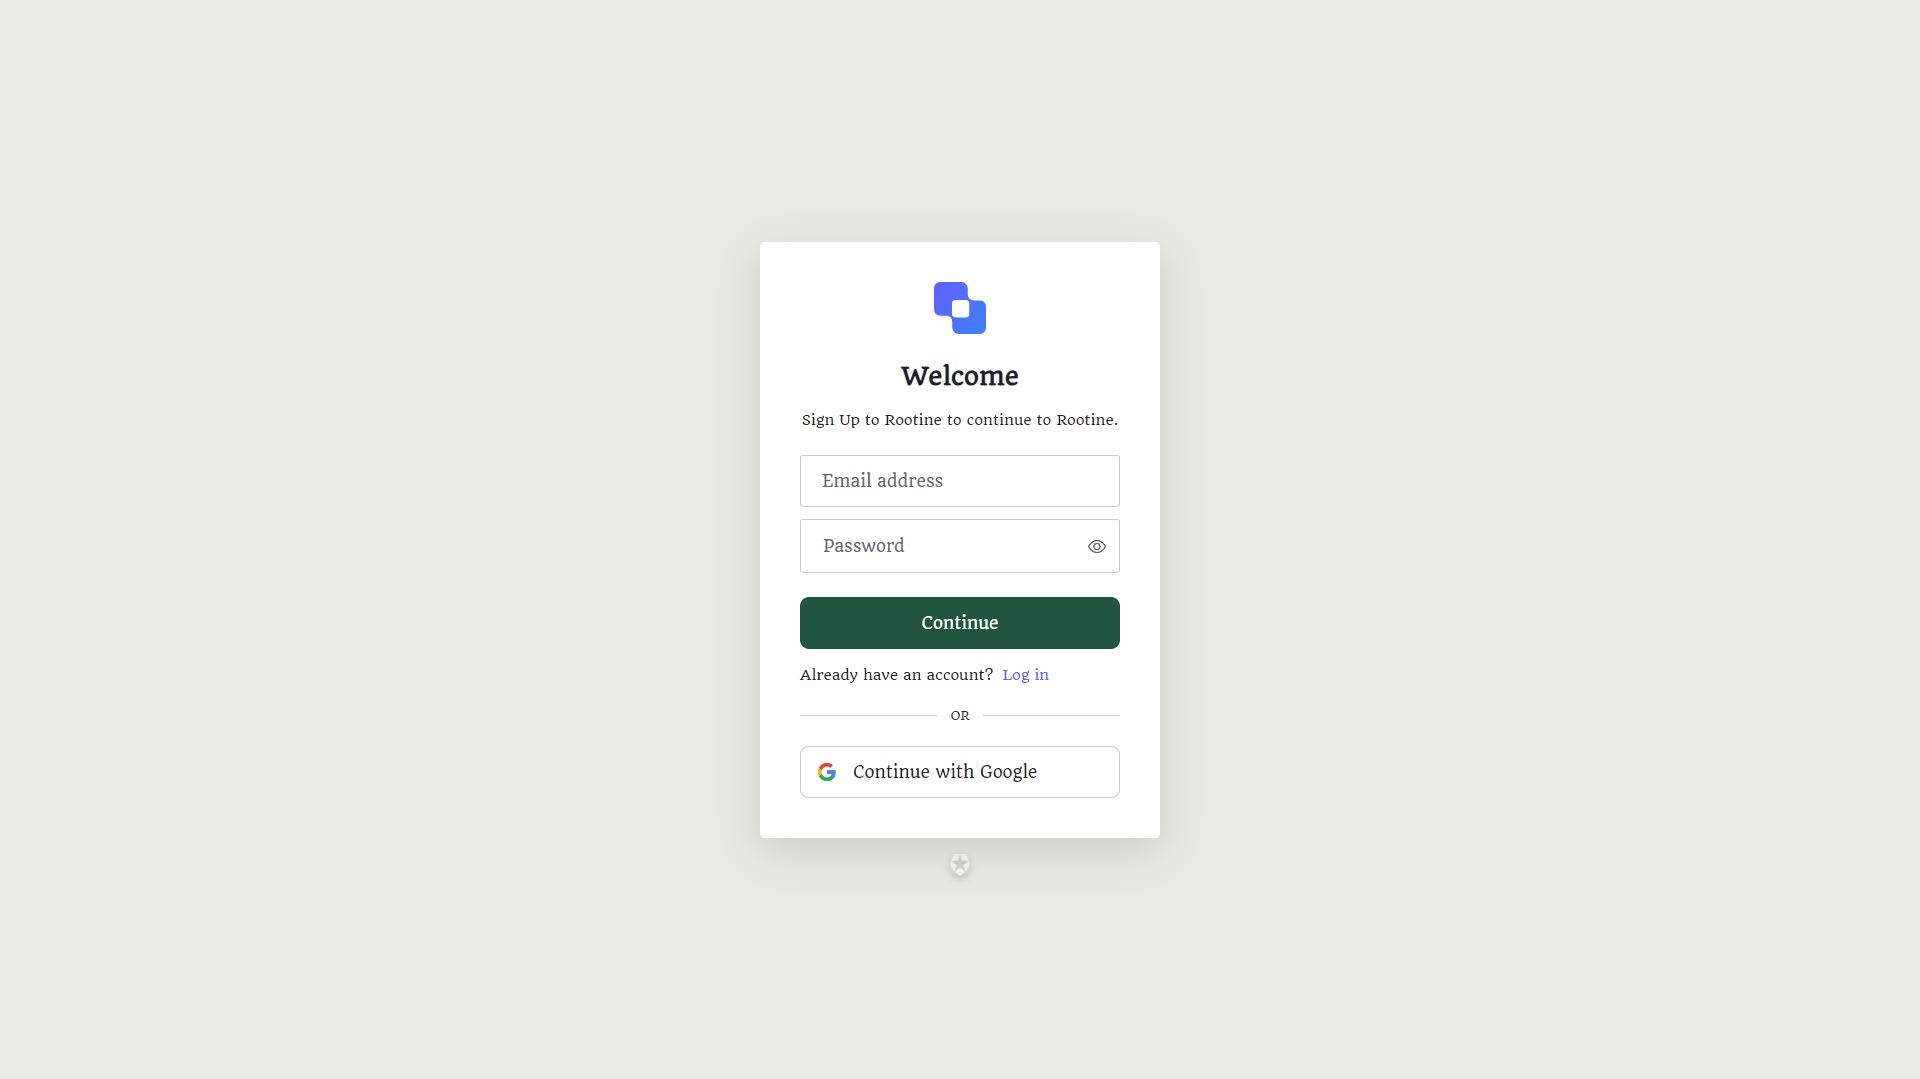 Welcome
Sign Up to Rootine to continue to Rootine.
Email address
Password
Continue
Already have an account? Log in
OR
Continue with Google